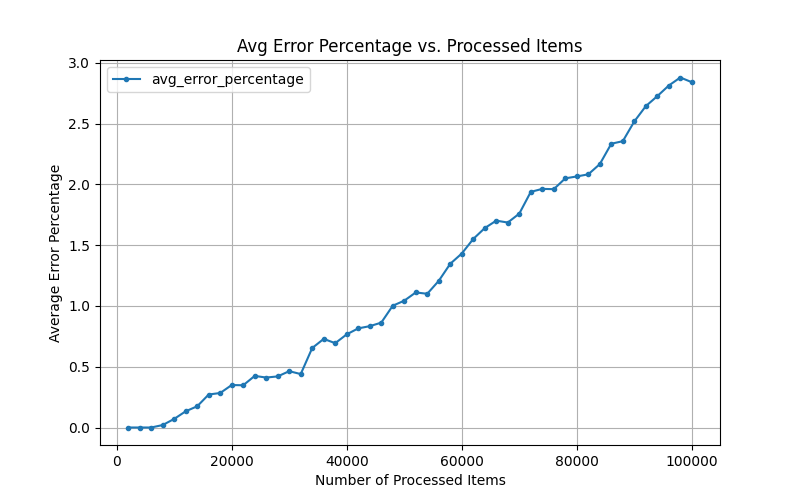 Avg Error Percentage vs. Processed Items
avg_error_percentage
Average Error Percentage
3.0
2.5
2.0
1.5
1.0
0.5
0.0
0 20000 40000 60000 80000 100000
Number of Processed Items